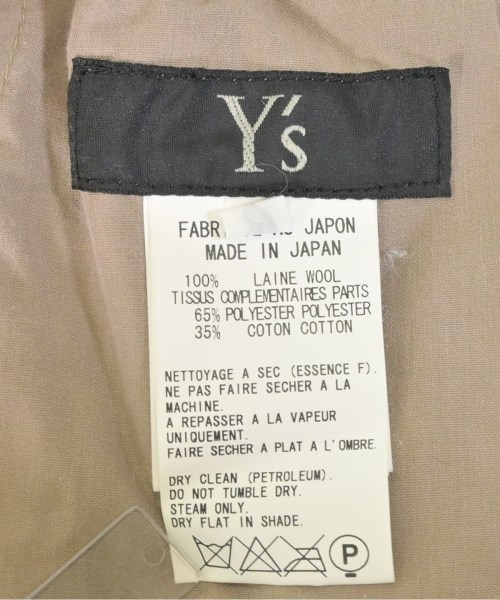 Y's
JAPON
MADE IN JAPAN
100% LAINE WOOL
TISSUS COMPLEMENTAIRES PARTS
65% POLYESTER POLYESTER
35% COTON COTTON
NETTOYAGE A SEC (ESSENCE F).
NE PAS FAIRE SECHER A LA
MACHINE.
A REPASSER A LA VAPEUR
UNIQUEMENT.
FAIRE SECHER A PLAT A L'OMBRE.
DRY CLEAN (PETROLEUM).
DO NOT TUMBLE DRY.
STEAM ONLY.
DRY FLAT IN SHADE.
P